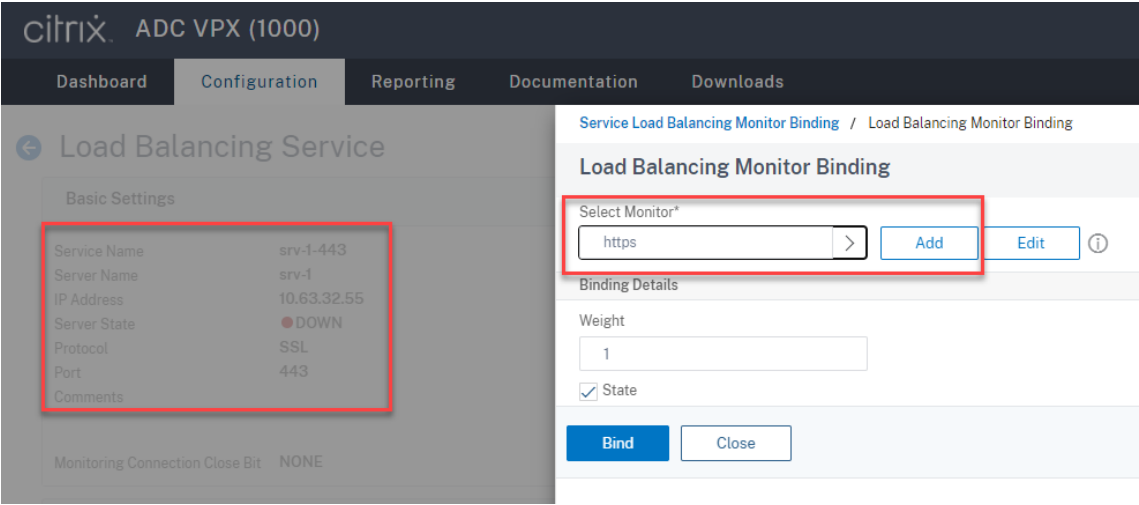 citrix. ADC VPX (1000)
Dashboard Configuration Reporting Documentation Downloads
Load Balancing Service
Basic Settings
Service Name srv-1-443
Server Name srv-1
IP Address 10.63.32.55
Server State DOWN
Protocol SSL
Port 443
Comments
Monitoring Connection Close Bit NONE
Service Load Balancing Monitor Binding / Load Balancing Monitor Binding
Load Balancing Monitor Binding
Select Monitor*
https > Add Edit
Binding Details
Weight
1
State
Bind Close